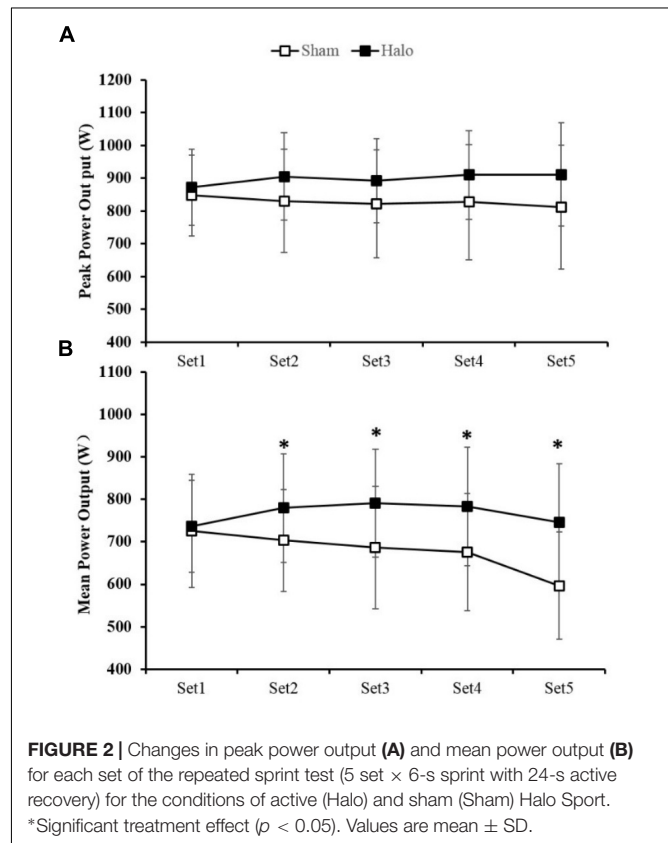 A
Sham Halo
1200
1100
1000
900
800
700
600
500
400
Peak Power Out put (W)
Set1 Set2 Set3 Set4 Set5
B
1100
1000
900
800
700
600
500
400
Mean Power Output (W)
* * * *
Set1 Set2 Set3 Set4 Set5
FIGURE 2 | Changes in peak power output (A) and mean power output (B)
for each set of the repeated sprint test (5 set × 6-s sprint with 24-s active
recovery) for the conditions of active (Halo) and sham (Sham) Halo Sport.
*Significant treatment effect (p < 0.05). Values are mean ± SD.